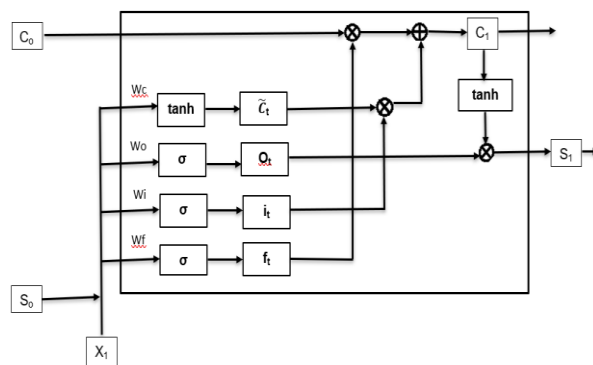 C₀
C₁
Wc
tanh
C̃ₜ
tanh
Wo
σ
Oₜ
S₁
Wi
σ
iₜ
Wf
σ
fₜ
S₀
X₁